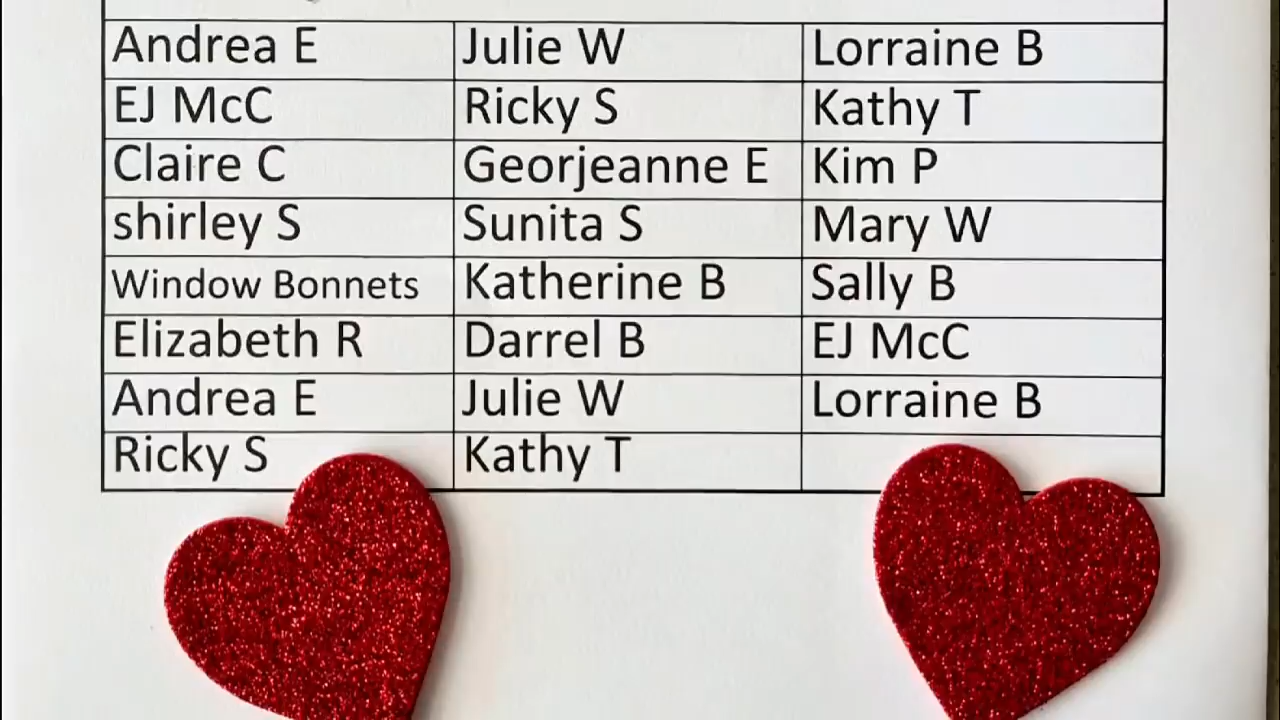 Andrea E Julie W Lorraine B
EJ McC Ricky S Kathy T
Claire C Georjeanne E Kim P
shirley S Sunita S Mary W
Window Bonnets Katherine B Sally B
Elizabeth R Darrel B EJ McC
Andrea E Julie W Lorraine B
Ricky S Kathy T